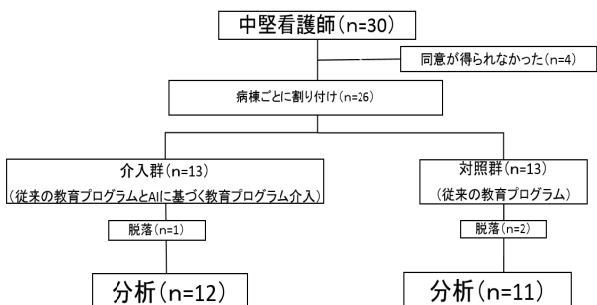 中堅看護師(n=30)
同意が得られなかった(n=4)
病棟ごとに割り付け(n=26)
介入群(n=13)
(従来の教育プログラムとAIに基づく教育プログラム介入)
対照群(n=13)
(従来の教育プログラム)
脱落(n=1)
脱落(n=2)
分析(n=12)
分析(n=11)